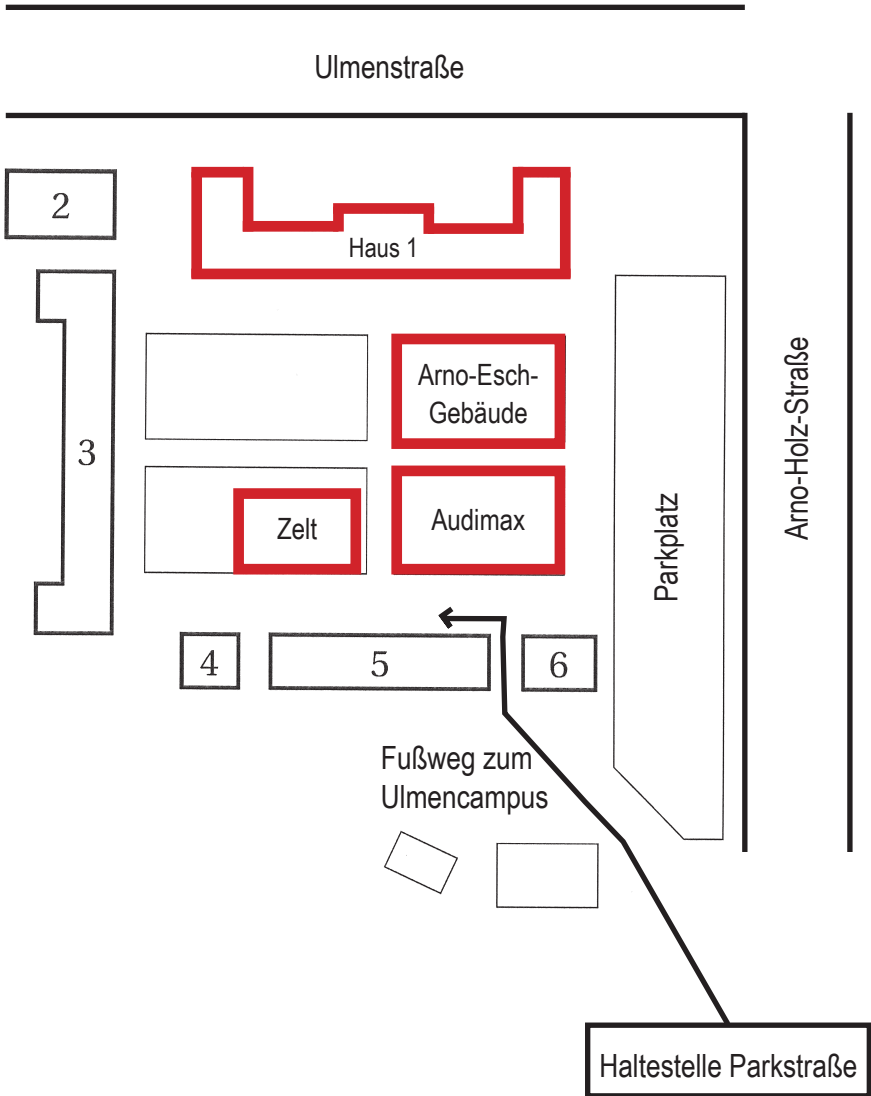 Ulmenstraße
2
Haus 1
Arno-Esch-
Gebäude
3
Arno-Holz-Straße
Zelt
Audimax
Parkplatz
4
5
6
Fußweg zum
Ulmencampus
Haltestelle Parkstraße